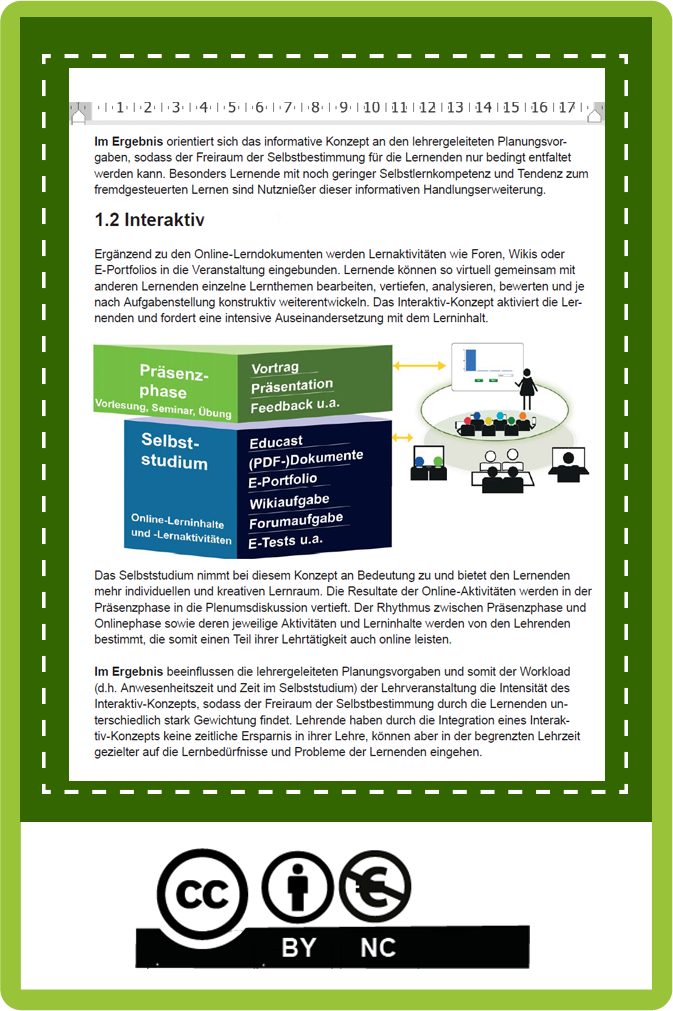 1 2 3 4 5 6 7 8 9 10 11 12 13 14 15 16 17
Im Ergebnis orientiert sich das informative Konzept an den lehrergeleiteten Planungsvor-
gaben, sodass der Freiraum der Selbstbestimmung für die Lernenden nur bedingt entfaltet
werden kann. Besonders Lernende mit noch geringer Selbstlernkompetenz und Tendenz zum
fremdgesteuerten Lernen sind Nutznießer dieser informativen Handlungserweiterung.
1.2 Interaktiv
Ergänzend zu den Online-Lerndokumenten werden Lernaktivitäten wie Foren, Wikis oder
E-Portfolios in die Veranstaltung eingebunden. Lernende können so virtuell gemeinsam mit
anderen Lernenden einzelne Lernthemen bearbeiten, vertiefen, analysieren, bewerten und je
nach Aufgabenstellung konstruktiv weiterentwickeln. Das Interaktiv-Konzept aktiviert die Ler-
nenden und fordert eine intensive Auseinandersetzung mit dem Lerninhalt.
Präsenz-
phase
Vorlesung, Seminar, Übung
Vortrag
Präsentation
Feedback u.a.
Selbst-
studium
Online-Lerninhalte
und -Lernaktivitäten
Educast
(PDF-)Dokumente
E-Portfolio
Wikiaufgabe
Forumaufgabe
E-Tests u.a.
Das Selbststudium nimmt bei diesem Konzept an Bedeutung zu und bietet den Lernenden
mehr individuellen und kreativen Lernraum. Die Resultate der Online-Aktivitäten werden in der
Präsenzphase in die Plenumsdiskussion vertieft. Der Rhythmus zwischen Präsenzphase und
Onlinephase sowie deren jeweilige Aktivitäten und Lerninhalte werden von den Lehrenden
bestimmt, die somit einen Teil ihrer Lehrtätigkeit auch online leisten.
Im Ergebnis beeinflussen die lehrergeleiteten Planungsvorgaben und somit der Workload
(d.h. Anwesenheitszeit und Zeit im Selbststudium) der Lehrveranstaltung die Intensität des
Interaktiv-Konzepts, sodass der Freiraum der Selbstbestimmung durch die Lernenden un-
terschiedlich stark Gewichtung findet. Lehrende haben durch die Integration eines Interak-
tiv-Konzepts keine zeitliche Ersparnis in ihrer Lehre, können aber in der begrenzten Lehrzeit
gezielter auf die Lernbedürfnisse und Probleme der Lernenden eingehen.
CC
BY NC